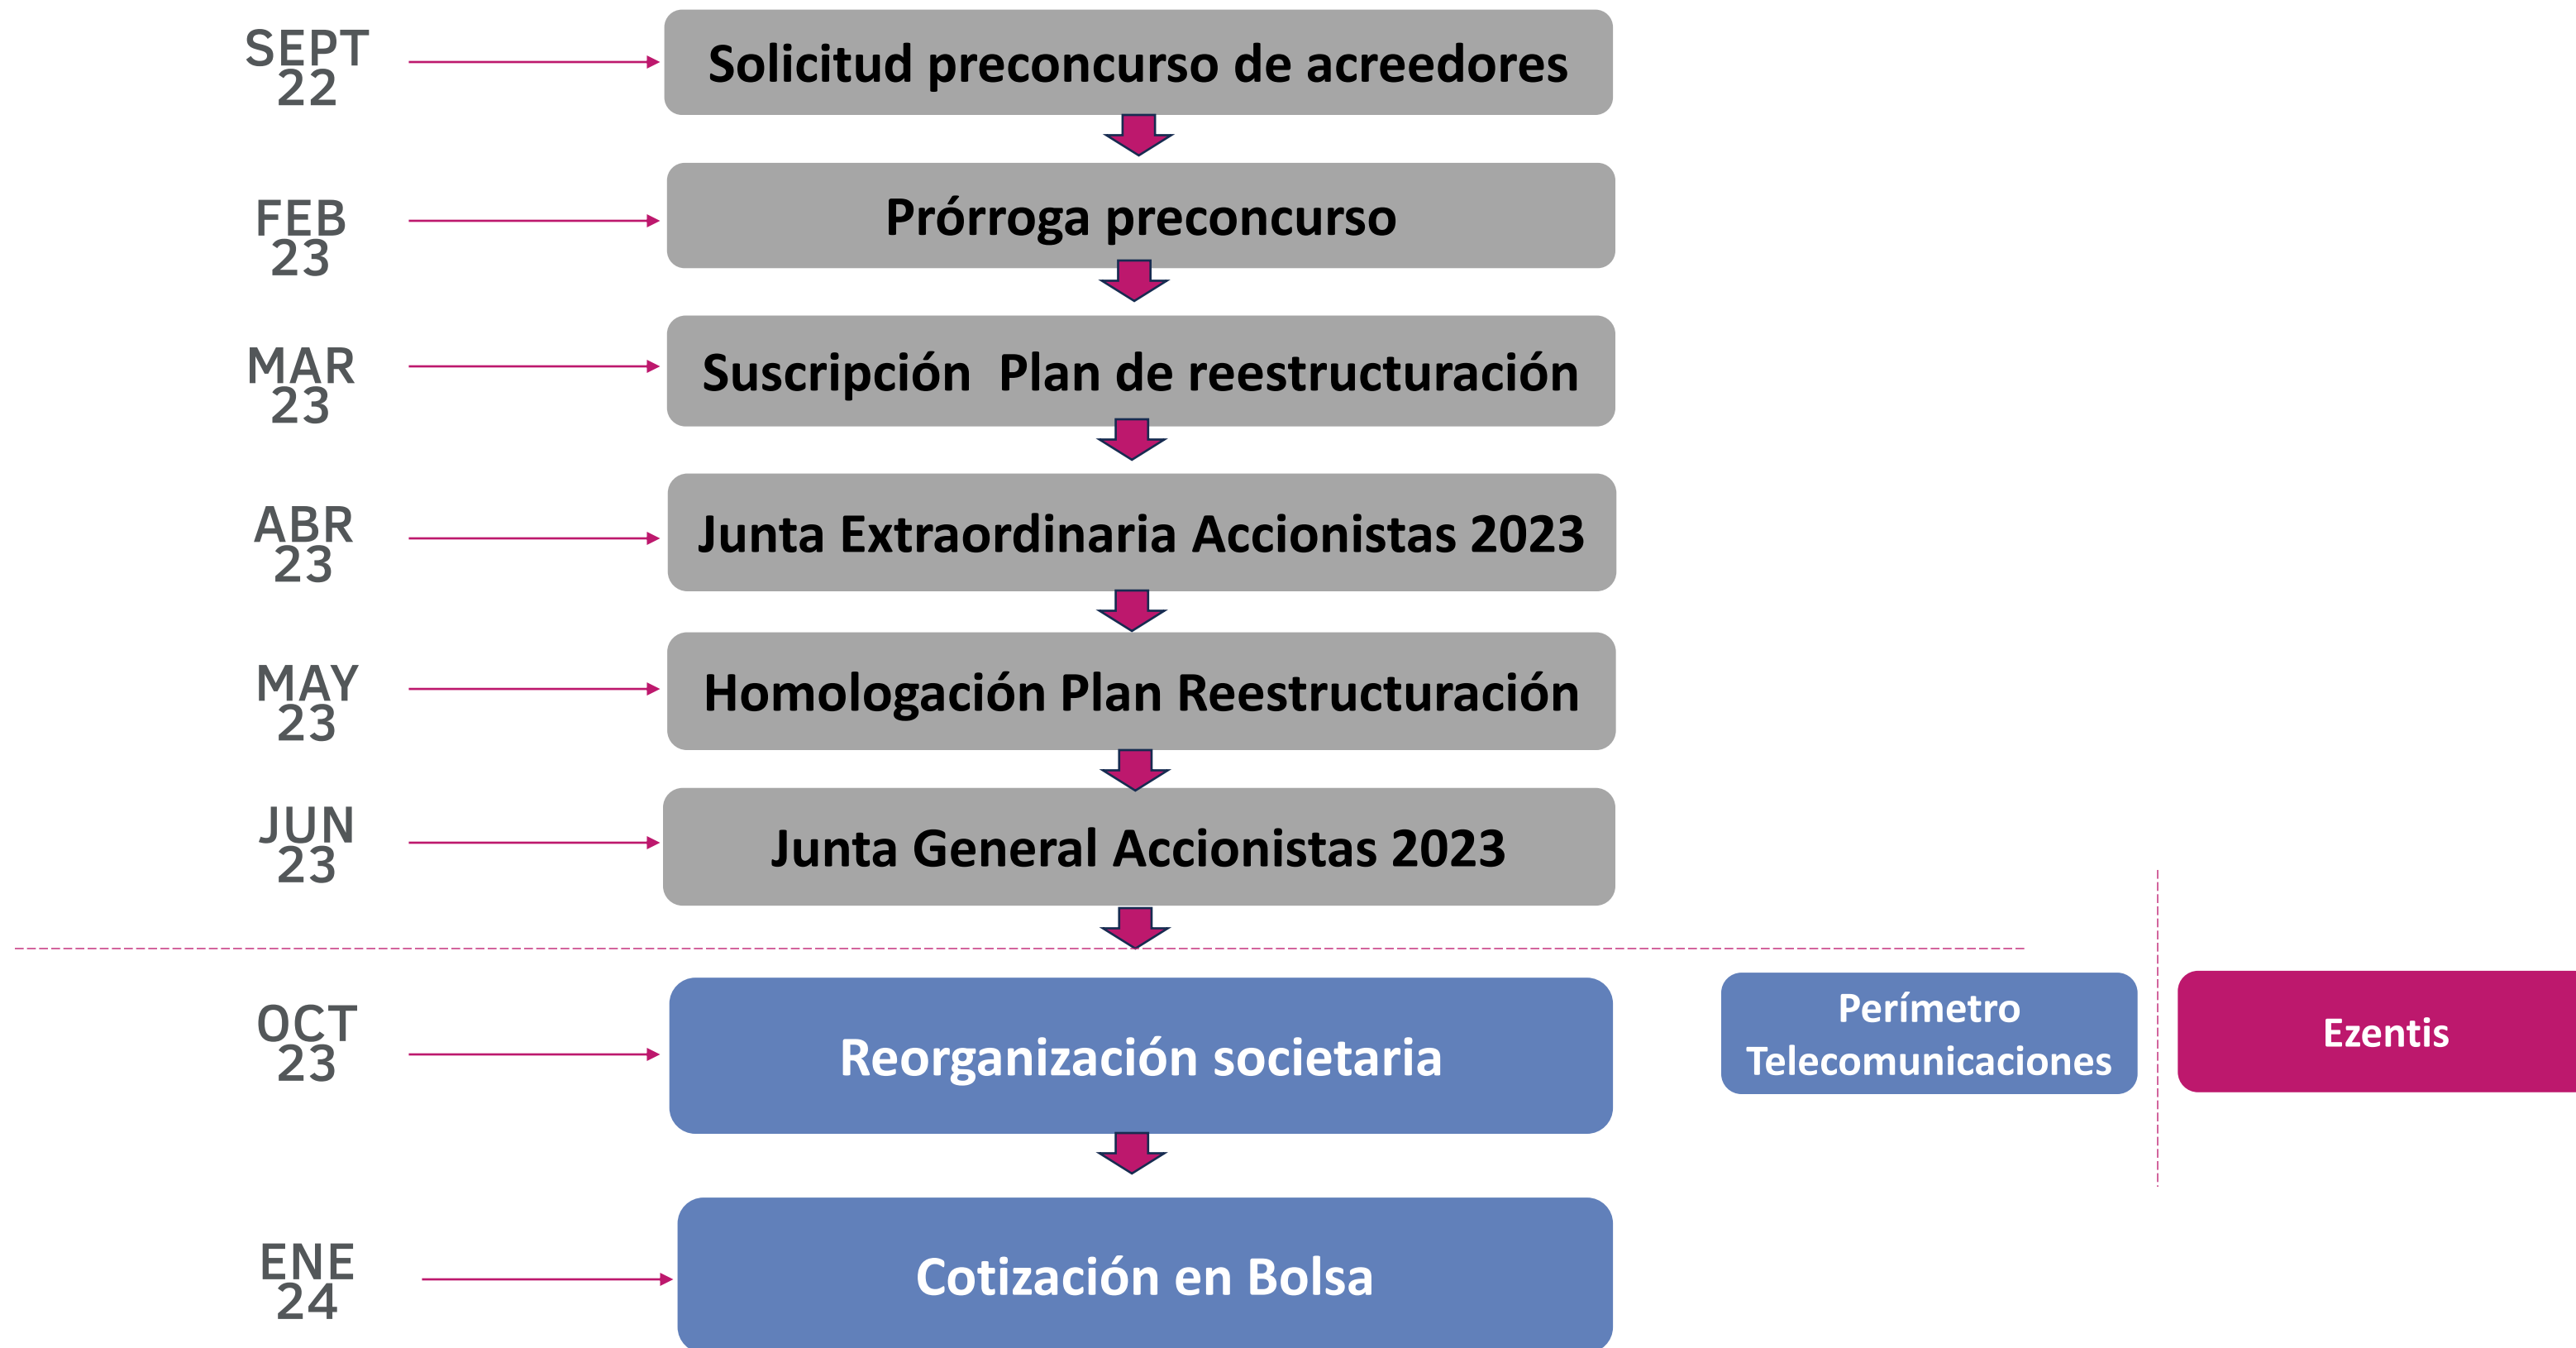 SEPT
22
Solicitud preconcurso de acreedores
FEB
23
Prórroga preconcurso
MAR
23
Suscripción  Plan de reestructuración
ABR
23
Junta Extraordinaria Accionistas 2023
MAY
23
Homologación Plan Reestructuración
JUN
23
Junta General Accionistas 2023
OCT
23
Reorganización societaria
Perímetro
Telecomunicaciones
Ezentis
ENE
24
Cotización en Bolsa